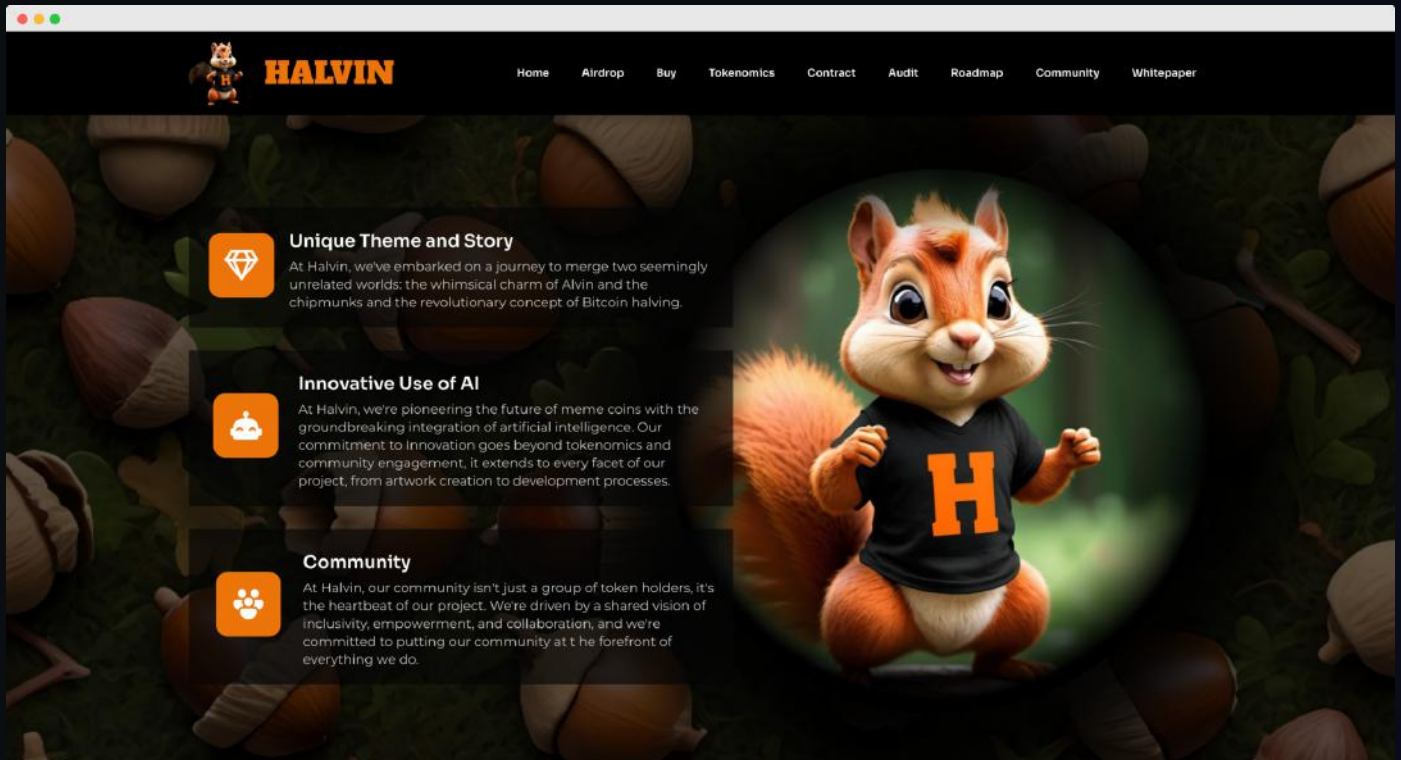 HALVIN
Home Airdrop Buy Tokenomics Contract Audit Roadmap Community Whitepaper
Unique Theme and Story
At Halvin, we've embarked on a journey to merge two seemingly
unrelated worlds: the whimsical charm of Alvin and the
chipmunks and the revolutionary concept of Bitcoin halving.
Innovative Use of AI
At Halvin, we're pioneering the future of meme coins with the
groundbreaking integration of artificial intelligence. Our
commitment to Innovation goes beyond tokenomics and
community engagement, it extends to every facet of our
project, from artwork creation to development processes.
Community
At Halvin, our community isn't just a group of token holders, it's
the heartbeat of our project. We're driven by a shared vision of
inclusivity, empowerment, and collaboration, and we're
committed to putting our community at t he forefront of
everything we do.
H
H